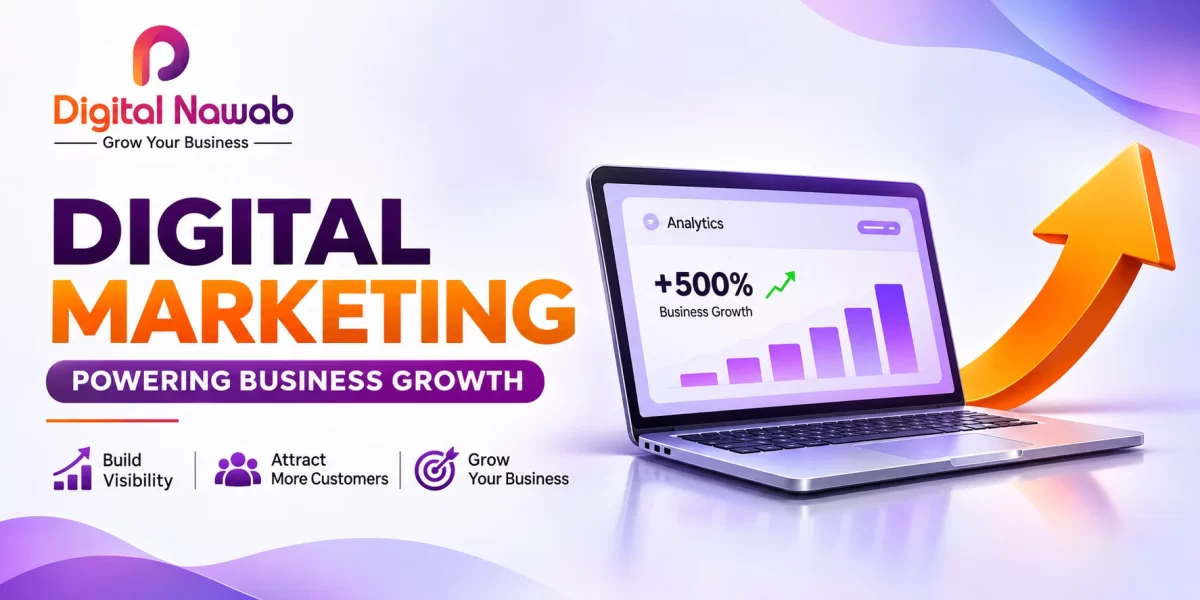 Digital Nawab
Grow Your Business
DIGITAL
MARKETING
POWERING BUSINESS GROWTH
Build
Visibility
Attract
More Customers
Grow
Your Business
Analytics
+500%
Business Growth